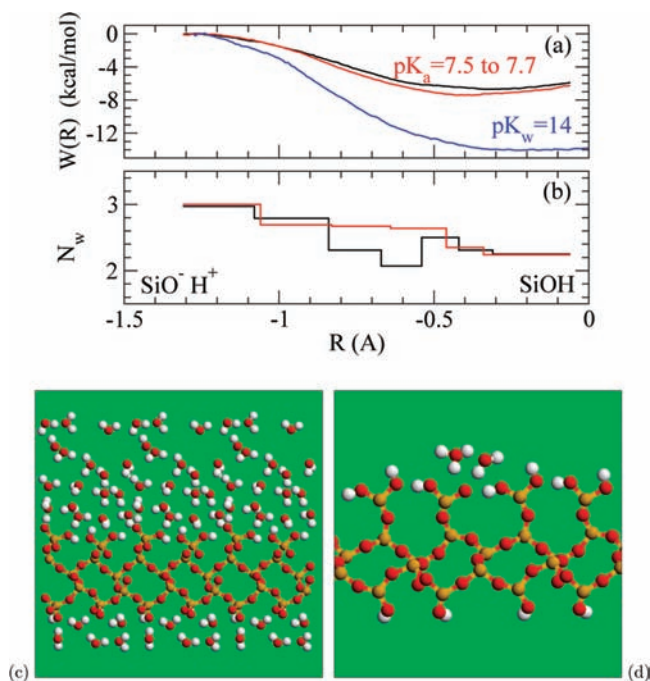 0
-4
-8
-12
W(R) (kcal/mol)
(a)
pKa=7.5 to 7.7
pKw=14
3
2
Nw
(b)
SiO- H+
SiOH
-1.5
-1
-0.5
0
R (A)
(c)
(d)